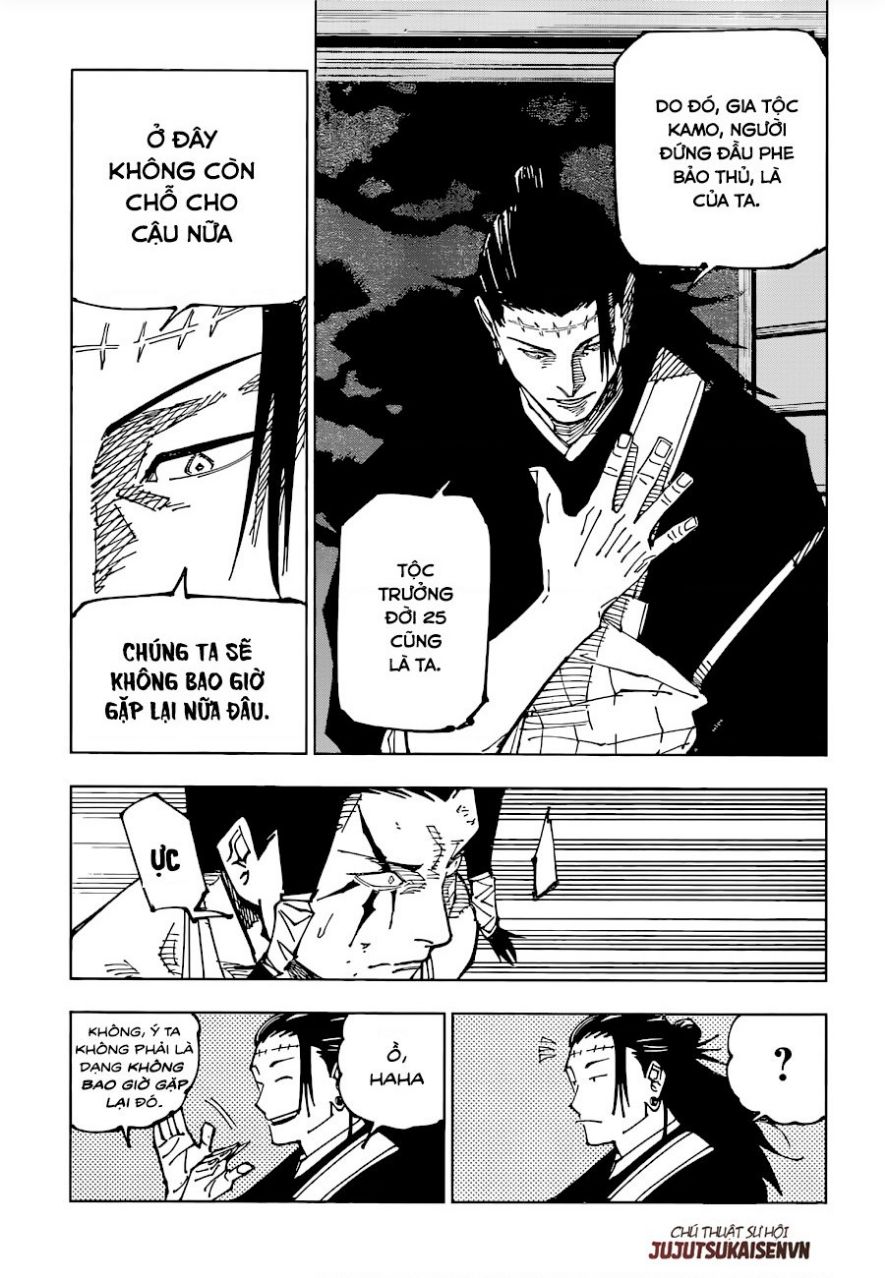 DO ĐÓ, GIA TỘC
KAMO, NGƯỜI
ĐỨNG ĐẦU PHE
BẢO THỦ, LÀ
CỦA TA.
TỘC
TRƯỞNG
ĐỜI 25
CŨNG
LÀ TA.
Ở ĐÂY
KHÔNG CÒN
CHỖ CHO
CẬU NỮA
CHÚNG TA SẼ
KHÔNG BAO GIỜ
GẶP LẠI NỮA ĐÂU.
ỰC
?
Ồ,
HAHA
KHÔNG, Ý TA
KHÔNG PHẢI LÀ
DẠNG KHÔNG
BAO GIỜ GẶP
LẠI ĐÓ.
CHÚ THUẬT SƯ HỘI
JUJUTSUKAISENVN